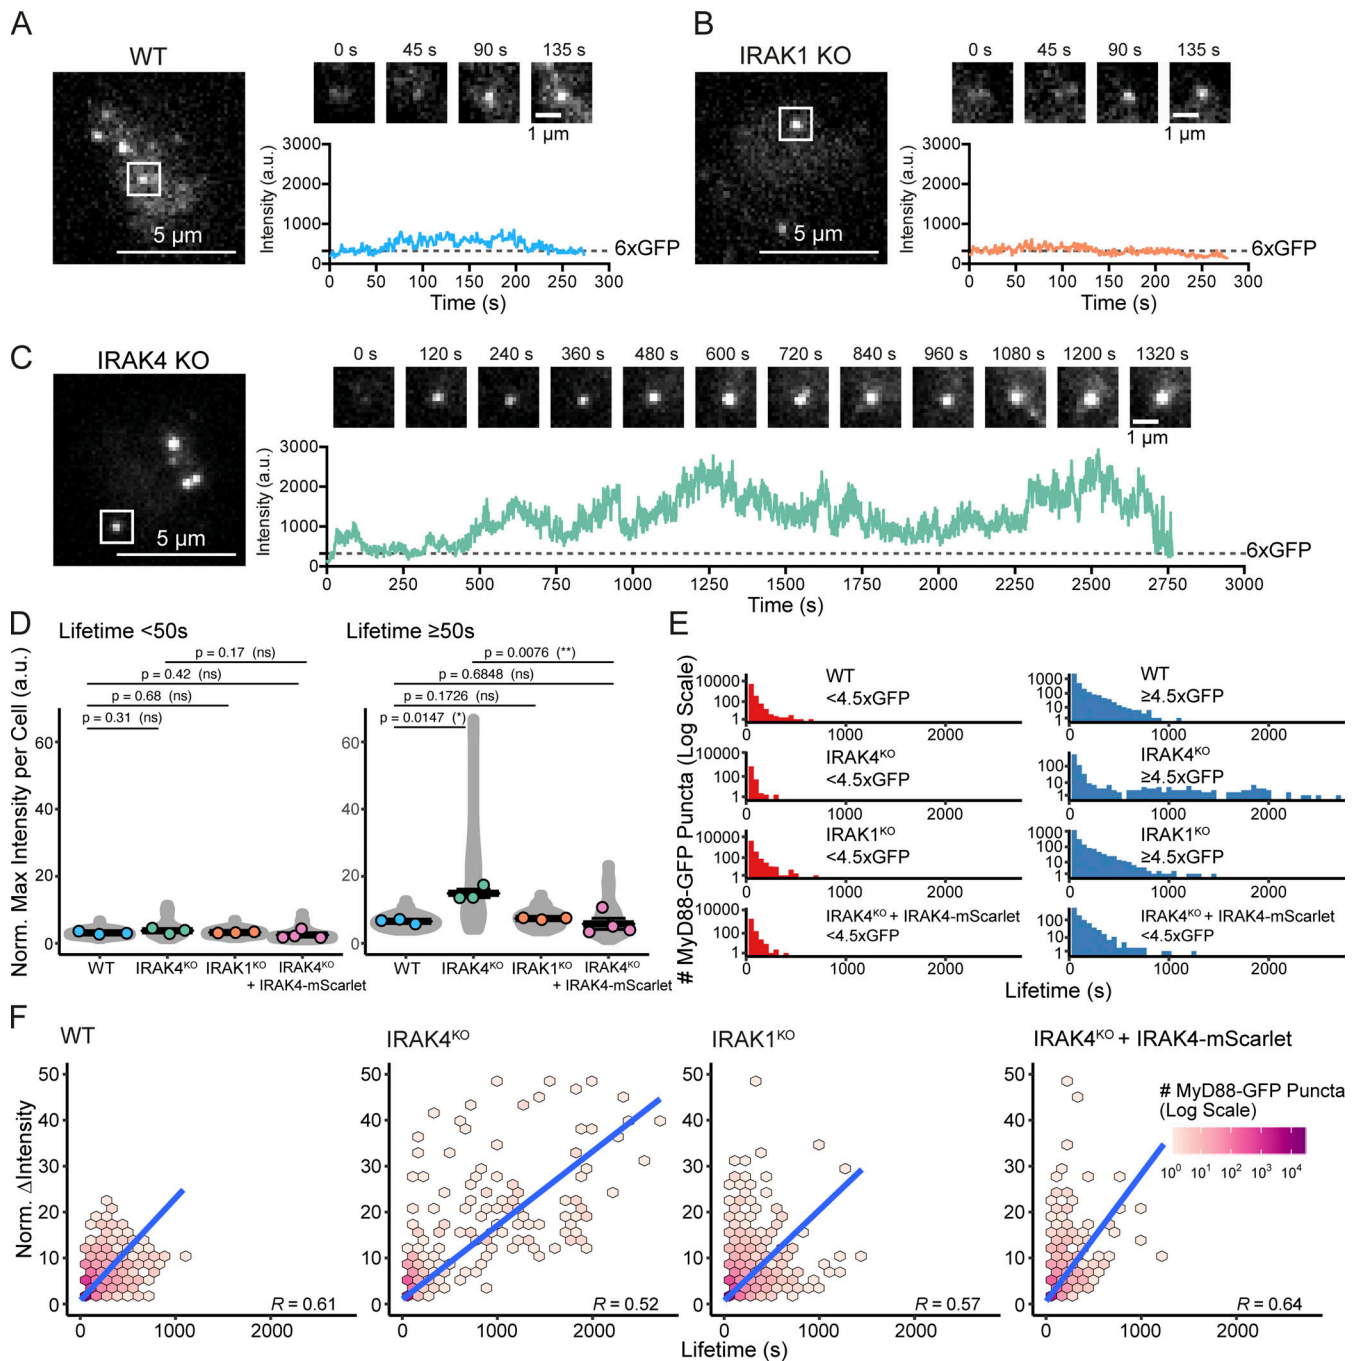 A
WT
0 s 45 s 90 s 135 s
1 µm
5 µm
Intensity (a.u.)
3000
2000
1000
0
6xGFP
0 50 100 150 200 250 300
Time (s)
B
IRAK1 KO
0 s 45 s 90 s 135 s
1 µm
5 µm
Intensity (a.u.)
3000
2000
1000
0
6xGFP
0 50 100 150 200 250 300
Time (s)
C
IRAK4 KO
0 s 120 s 240 s 360 s 480 s 600 s 720 s 840 s 960 s 1080 s 1200 s 1320 s
1 µm
5 µm
Intensity (a.u.)
3000
2000
1000
0
6xGFP
0 250 500 750 1000 1250 1500 1750 2000 2250 2500 2750 3000
Time (s)
D
Norm. Max Intensity per Cell (a.u.)
Lifetime <50s
p = 0.17 (ns)
p = 0.42 (ns)
p = 0.68 (ns)
p = 0.31 (ns)
60
40
20
0
WT IRAK4KO IRAK1KO IRAK4KO
+ IRAK4-mScarlet
Lifetime ≥50s
p = 0.0076 (**)
p = 0.6848 (ns)
p = 0.1726 (ns)
p = 0.0147 (*)
60
40
20
0
WT IRAK4KO IRAK1KO IRAK4KO
+ IRAK4-mScarlet
E
# MyD88-GFP Puncta (Log Scale)
WT
<4.5xGFP
10000
100
1
0 1000 2000
WT
≥4.5xGFP
1000
100
10
1
0 1000 2000
IRAK4KO
<4.5xGFP
10000
100
1
0 1000 2000
IRAK4KO
≥4.5xGFP
100
10
1
0 1000 2000
IRAK1KO
<4.5xGFP
10000
100
1
0 1000 2000
IRAK1KO
≥4.5xGFP
1000
100
10
1
0 1000 2000
IRAK4KO + IRAK4-mScarlet
<4.5xGFP
10000
100
1
0 1000 2000
IRAK4KO + IRAK4-mScarlet
<4.5xGFP
100
10
1
0 1000 2000
Lifetime (s)
F
Norm. ΔIntensity
WT
50
40
30
20
10
0
R = 0.61
0 1000 2000
IRAK4KO
50
40
30
20
10
0
R = 0.52
0 1000 2000
IRAK1KO
50
40
30
20
10
0
R = 0.57
0 1000 2000
IRAK4KO + IRAK4-mScarlet
50
40
30
20
10
0
# MyD88-GFP Puncta
(Log Scale)
10⁰ 10¹ 10² 10³ 10⁴
R = 0.64
0 1000 2000
Lifetime (s)